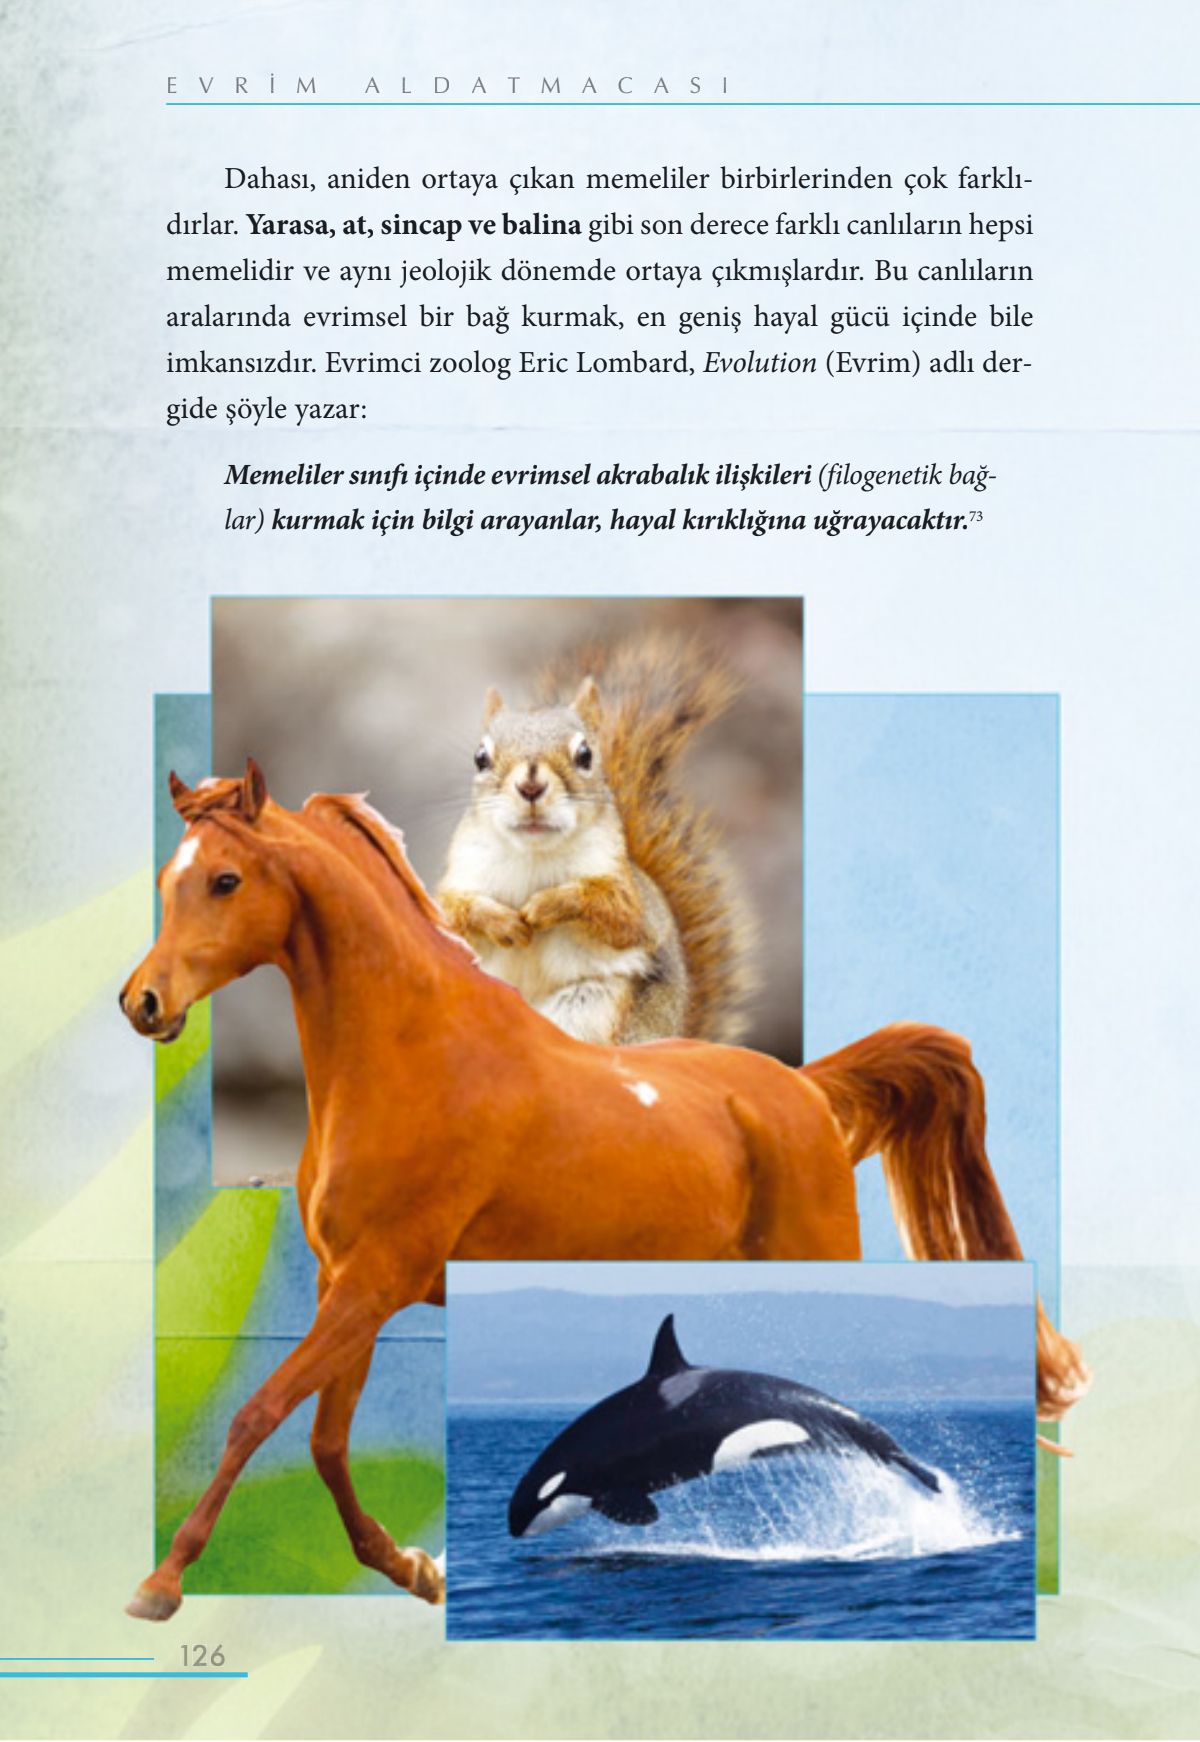 EVRİM ALDATMACASI
Dahası, aniden ortaya çıkan memeliler birbirlerinden çok farklı-
dırlar. Yarasa, at, sincap ve balina gibi son derece farklı canlıların hepsi
memelidir ve aynı jeolojik dönemde ortaya çıkmışlardır. Bu canlıların
aralarında evrimsel bir bağ kurmak, en geniş hayal gücü içinde bile
imkansızdır. Evrimci zoolog Eric Lombard, Evolution (Evrim) adlı der-
gide şöyle yazar:
Memeliler sınıfı içinde evrimsel akrabalık ilişkileri (filogenetik bağ-
lar) kurmak için bilgi arayanlar, hayal kırıklığına uğrayacaktır.73
126